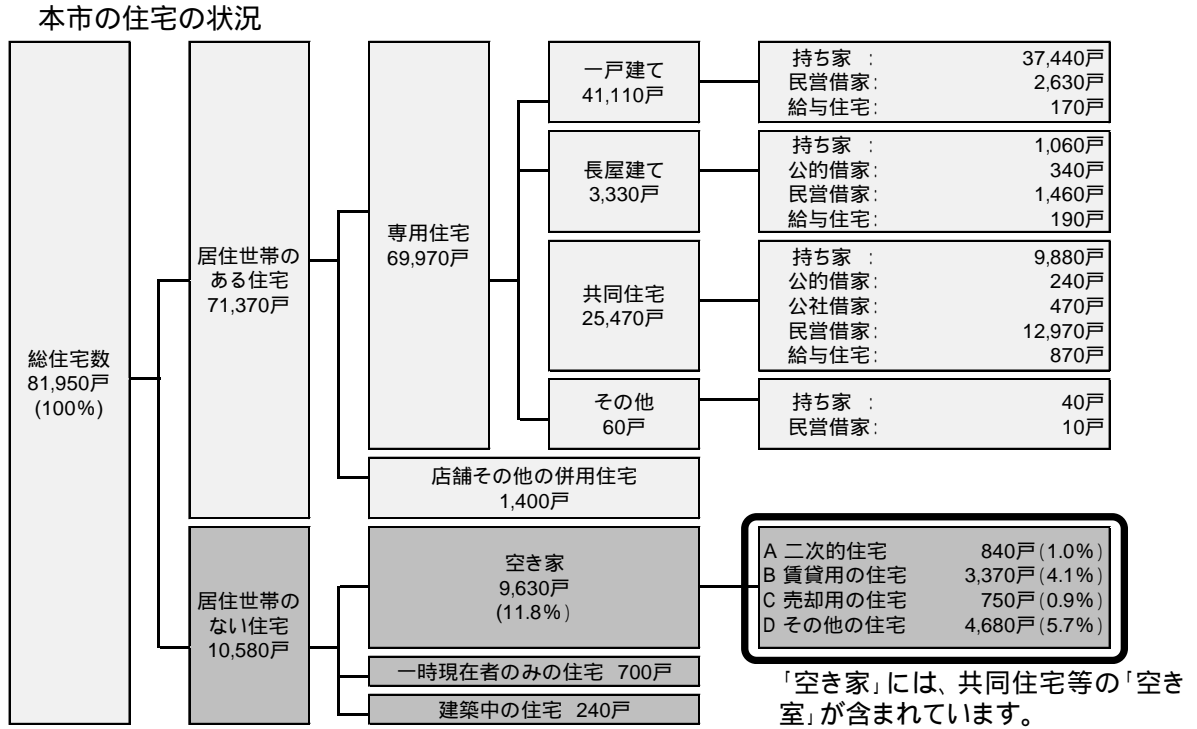 本市の住宅の状況
総住宅数
81,950戸
(100%)
居住世帯の
ある住宅
71,370戸
専用住宅
69,970戸
一戸建て
41,110戸
持ち家 : 37,440戸
民営借家: 2,630戸
給与住宅: 170戸
長屋建て
3,330戸
持ち家 : 1,060戸
公的借家: 340戸
民営借家: 1,460戸
給与住宅: 190戸
共同住宅
25,470戸
持ち家 : 9,880戸
公的借家: 240戸
公社借家: 470戸
民営借家: 12,970戸
給与住宅: 870戸
その他
60戸
持ち家 : 40戸
民営借家: 10戸
店舗その他の併用住宅
1,400戸
居住世帯の
ない住宅
10,580戸
空き家
9,630戸
(11.8%)
A 二次的住宅 840戸(1.0%)
B 賃貸用の住宅 3,370戸(4.1%)
C 売却用の住宅 750戸(0.9%)
D その他の住宅 4,680戸(5.7%)
一時現在者のみの住宅 700戸
建築中の住宅 240戸
「空き家」には、共同住宅等の「空き
室」が含まれています。